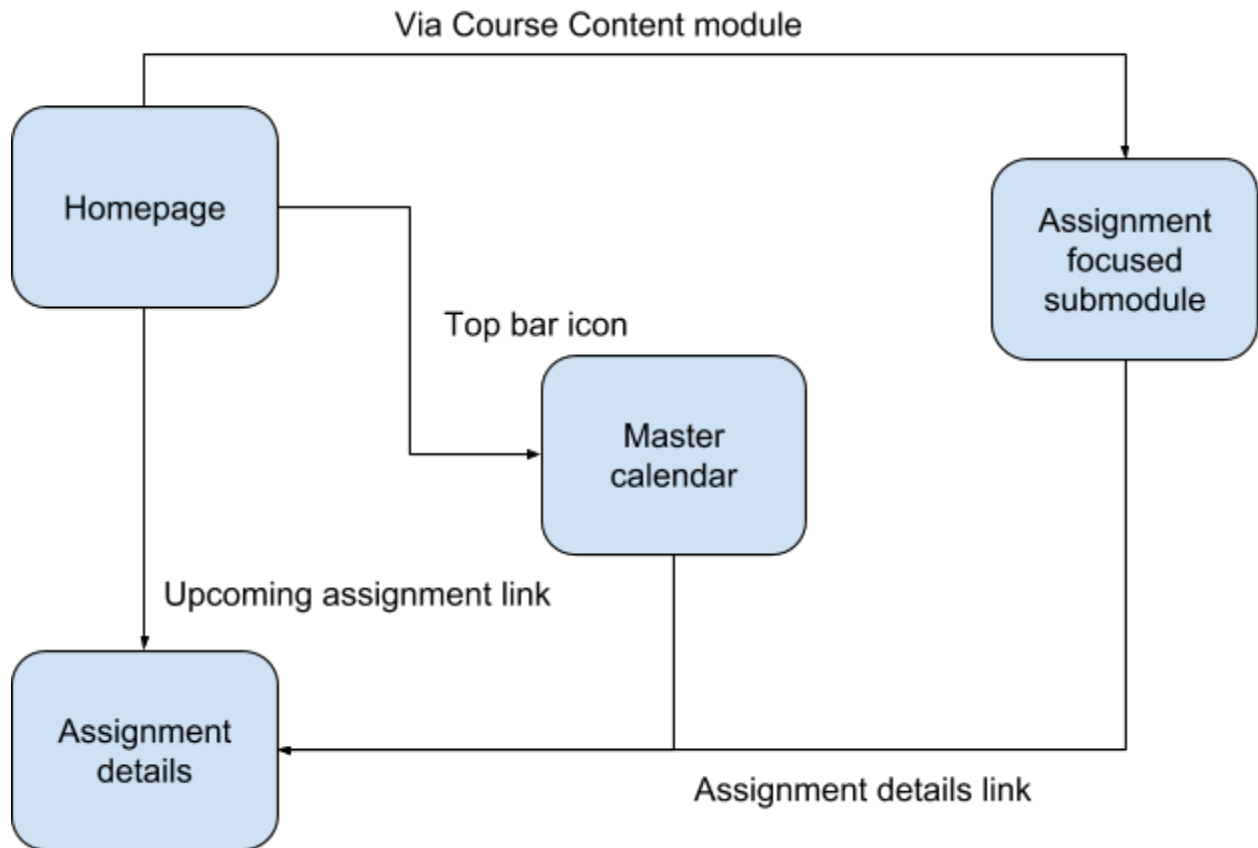 Via Course Content module
Homepage
Assignment
focused
submodule
Top bar icon
Master
calendar
Upcoming assignment link
Assignment
details
Assignment details link